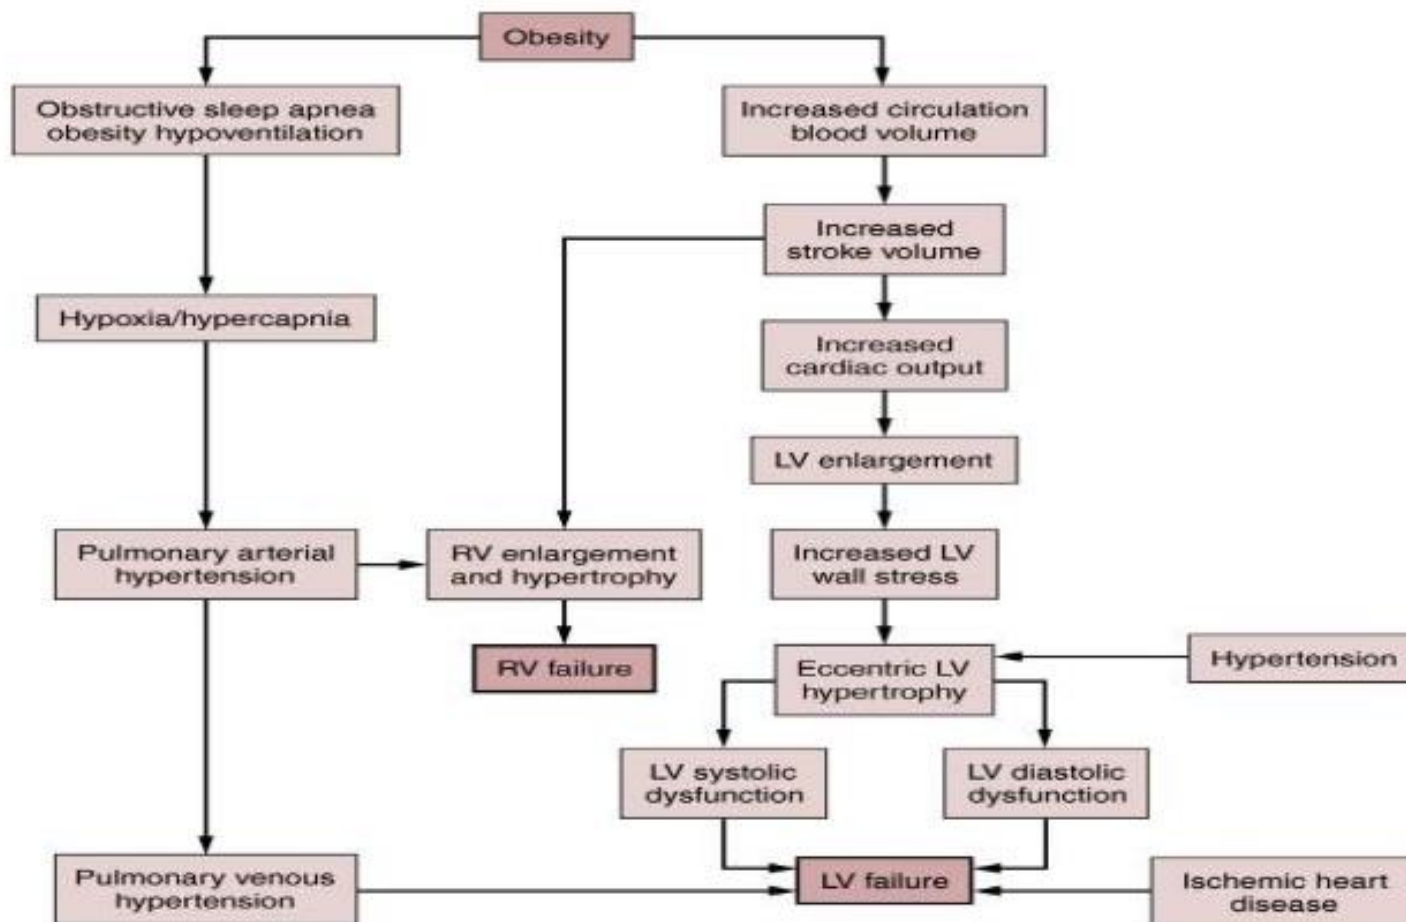 Obesity
Obstructive sleep apnea
obesity hypoventilation
Increased circulation
blood volume
Increased
stroke volume
Hypoxia/hypercapnia
Increased
cardiac output
LV enlargement
Pulmonary arterial
hypertension
RV enlargement
and hypertrophy
Increased LV
wall stress
RV failure
Eccentric LV
hypertrophy
Hypertension
LV systolic
dysfunction
LV diastolic
dysfunction
Pulmonary venous
hypertension
LV failure
Ischemic heart
disease